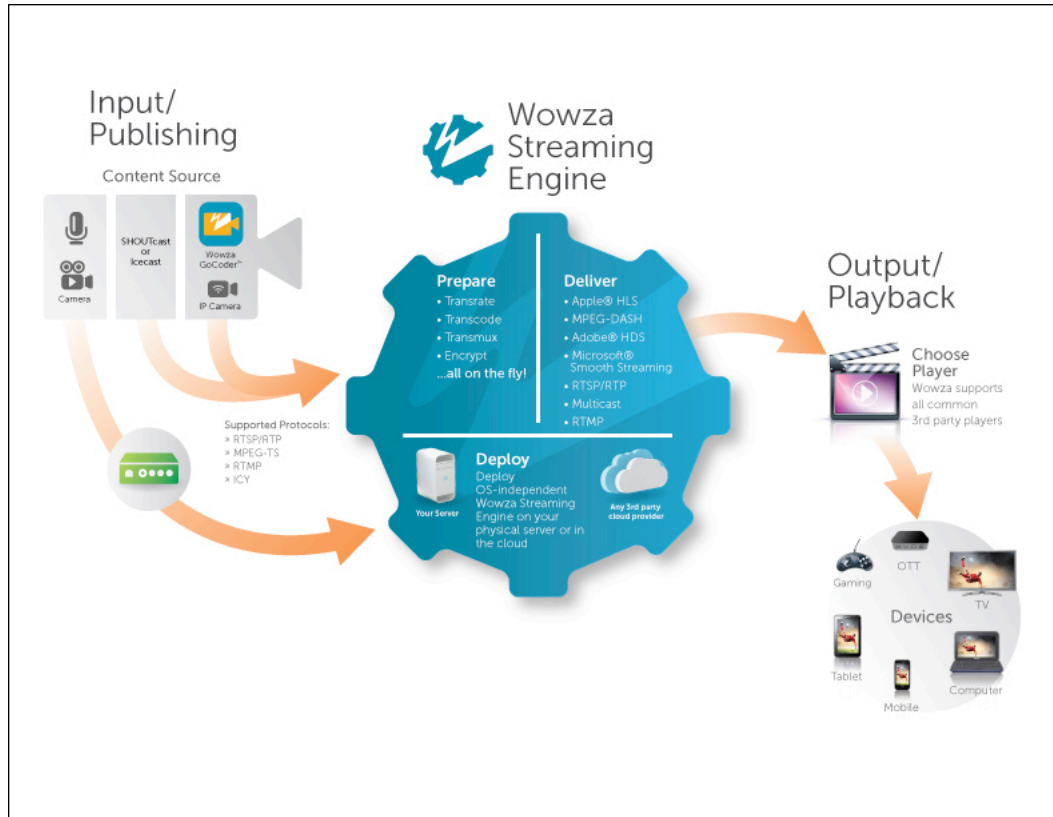 Input/
Publishing
Content Source
Camera
SHOUTcast
or
Icecast
Wowza
GoCoder™
IP Camera
Supported Protocols:
» RTSP/RTP
» MPEG-TS
» RTMP
» ICY
Wowza
Streaming
Engine
Prepare
• Transrate
• Transcode
• Transmux
• Encrypt
...all on the fly!
Deliver
• Apple® HLS
• MPEG-DASH
• Adobe® HDS
• Microsoft®
Smooth Streaming
• RTSP/RTP
• Multicast
• RTMP
Your Server
Deploy
Deploy
OS-independent
Wowza Streaming
Engine on your
physical server or in
the cloud
Any 3rd party
cloud provider
Output/
Playback
Choose
Player
Wowza supports
all common
3rd party players
Gaming
OTT
TV
Devices
Tablet
Mobile
Computer